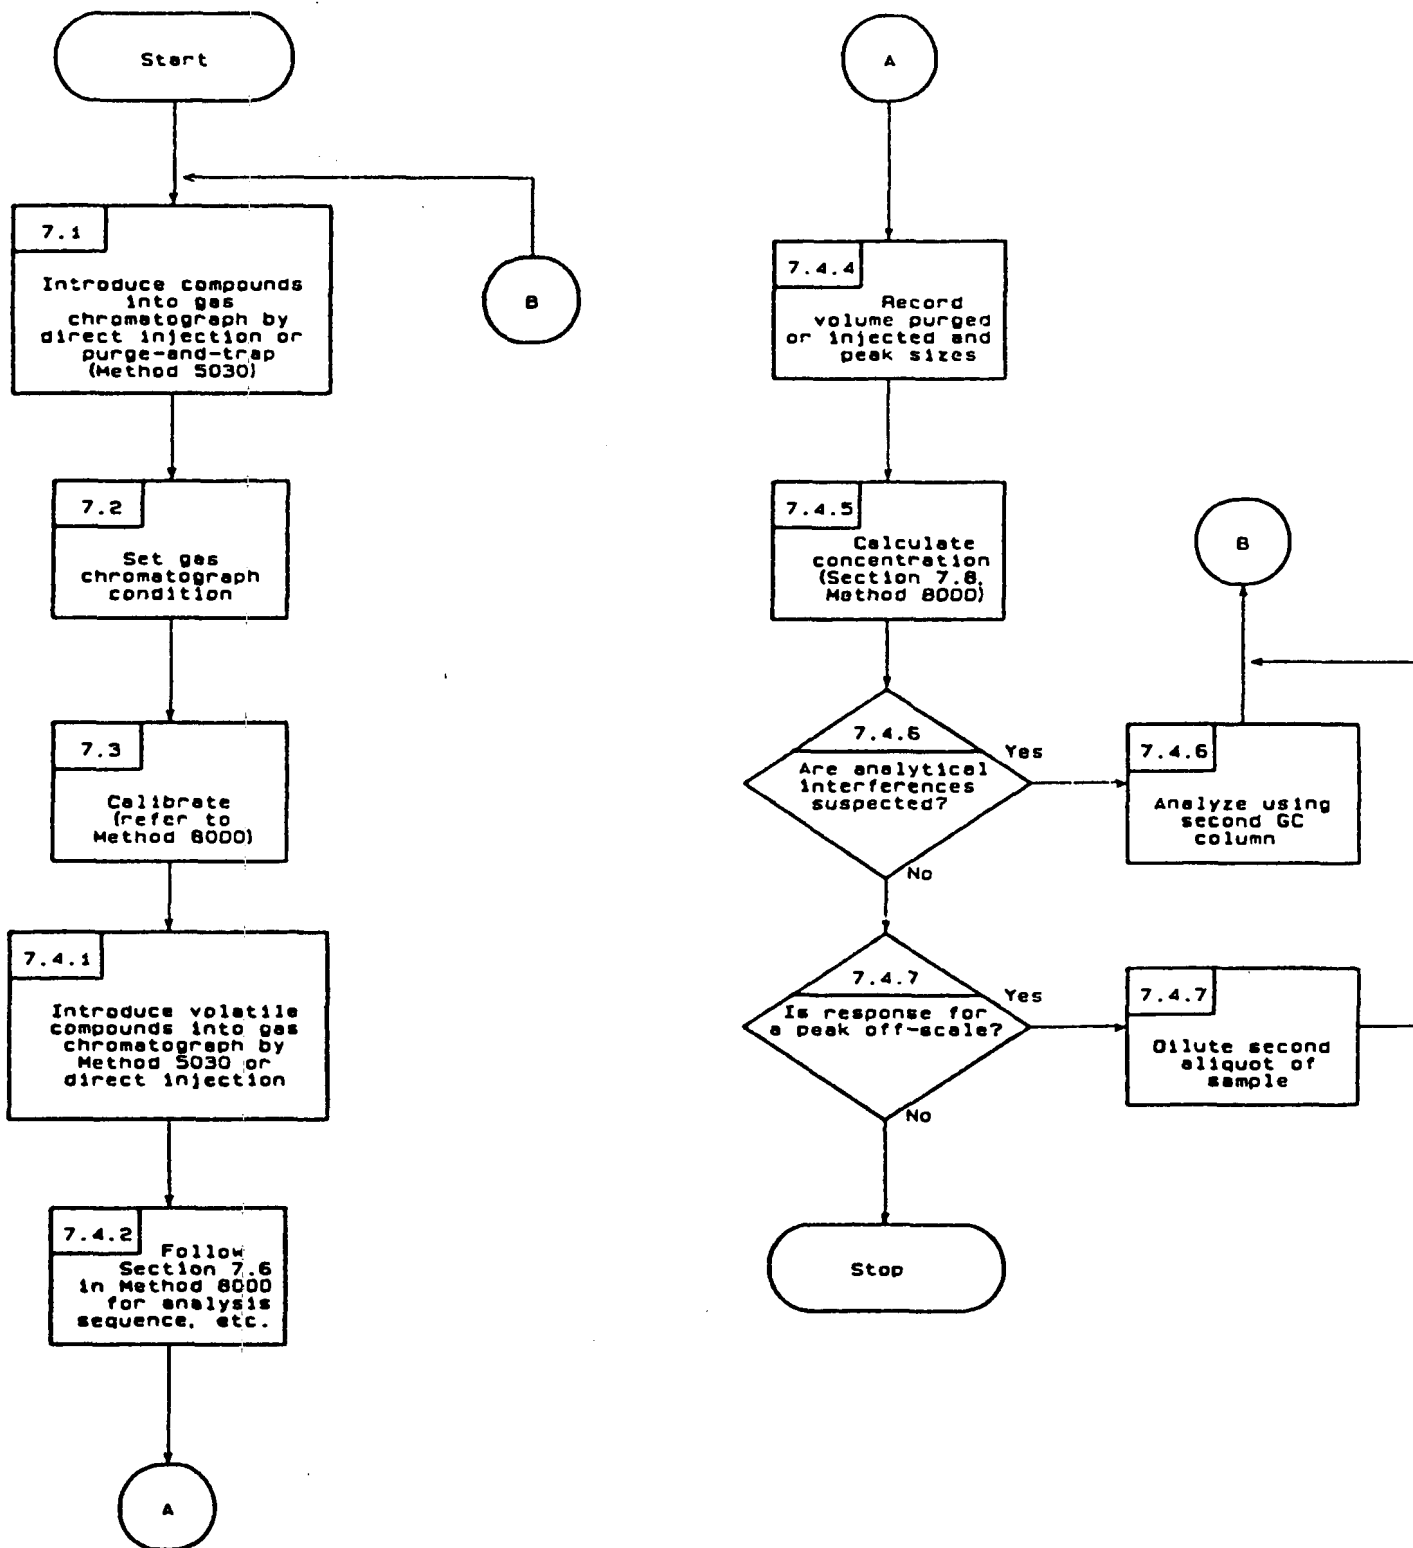 Start
7.1
Introduce compounds
into gas
chromatograph by
direct injection or
purge-and-trap
(Method 5030)
B
7.2
Set gas
chromatograph
condition
7.3
Calibrate
(refer to
Method 8000)
7.4.1
Introduce volatile
compounds into gas
chromatograph by
Method 5030 or
direct injection
7.4.2
Follow
Section 7.6
in Method 8000
for analysis
sequence, etc.
A
A
7.4.4
Record
volume purged
or injected and
peak sizes
7.4.5
Calculate
concentration
(Section 7.8,
Method 8000)
B
7.4.6
Are analytical
interferences
suspected?
Yes
No
7.4.6
Analyze using
second GC
column
7.4.7
Is response for
a peak off-scale?
Yes
No
7.4.7
Dilute second
aliquot of
sample
Stop